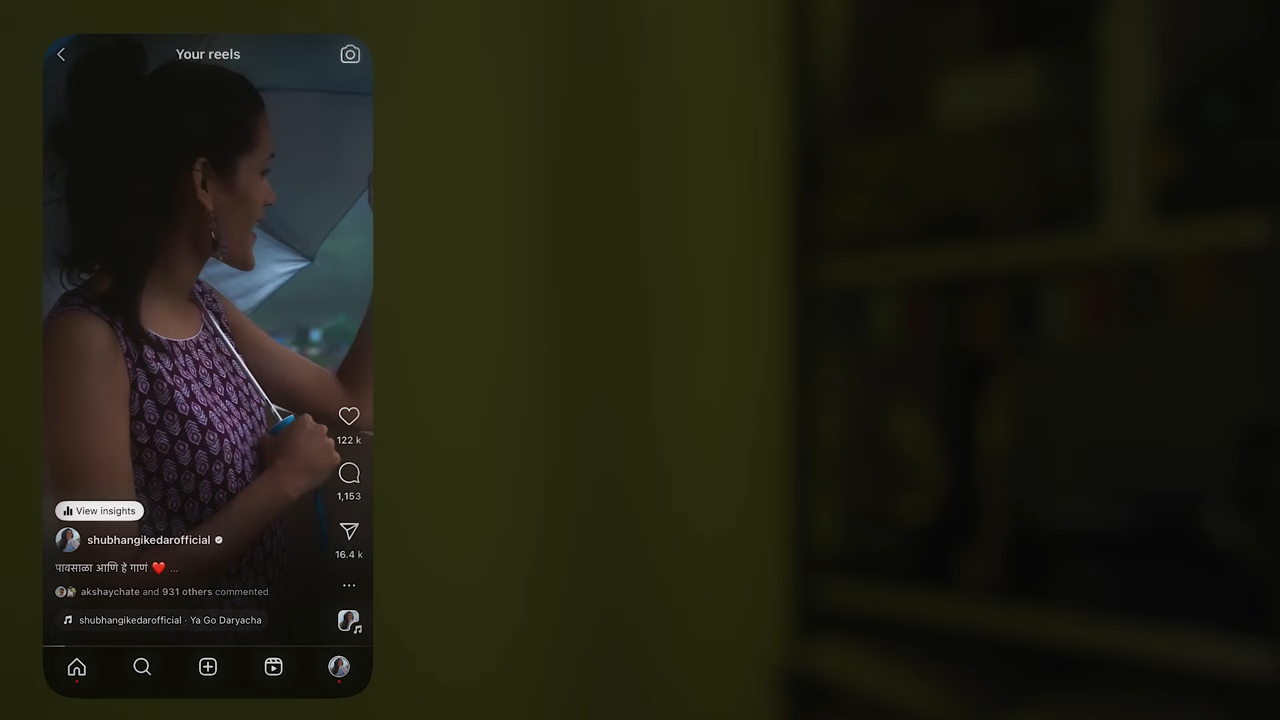 Your reels
122 k
1,153
View insights
shubhangikedarofficial
16.4 k
पावसाळा आणि हे गाणं ❤️ ...
akshaychate and 931 others commented
shubhangikedarofficial · Ya Go Daryacha